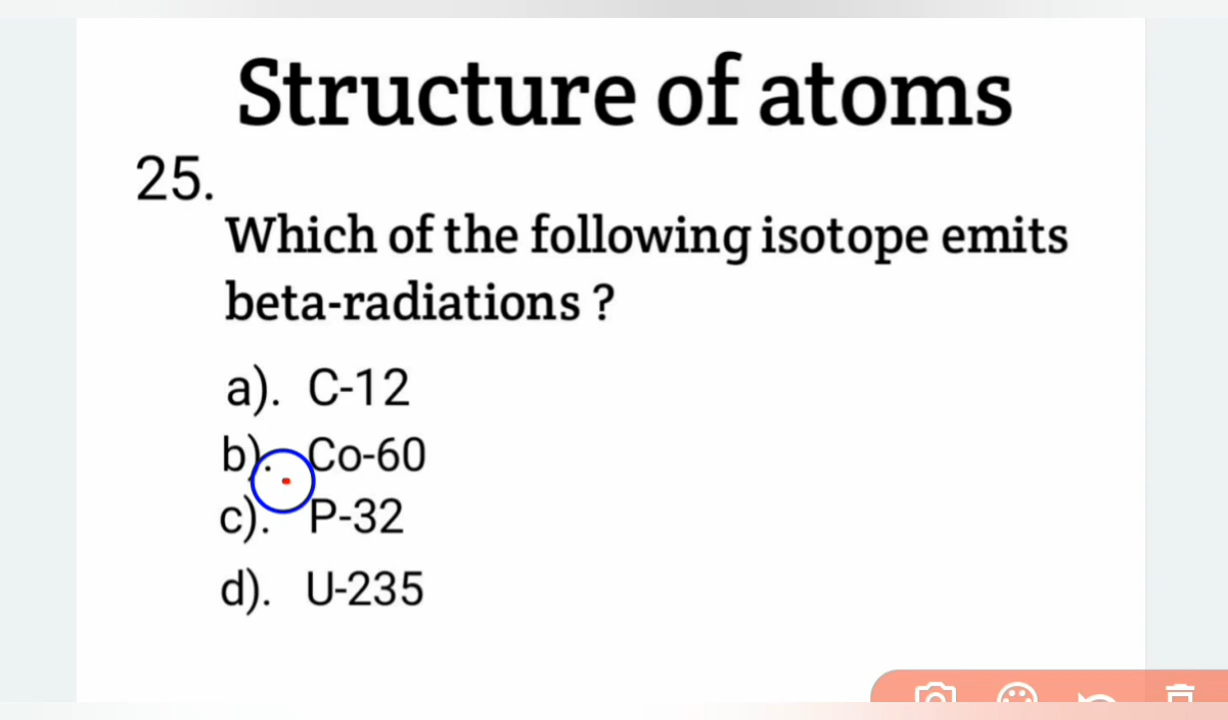 Structure of atoms
25.
Which of the following isotope emits
beta-radiations ?
a). C-12
b). Co-60
c). P-32
d). U-235